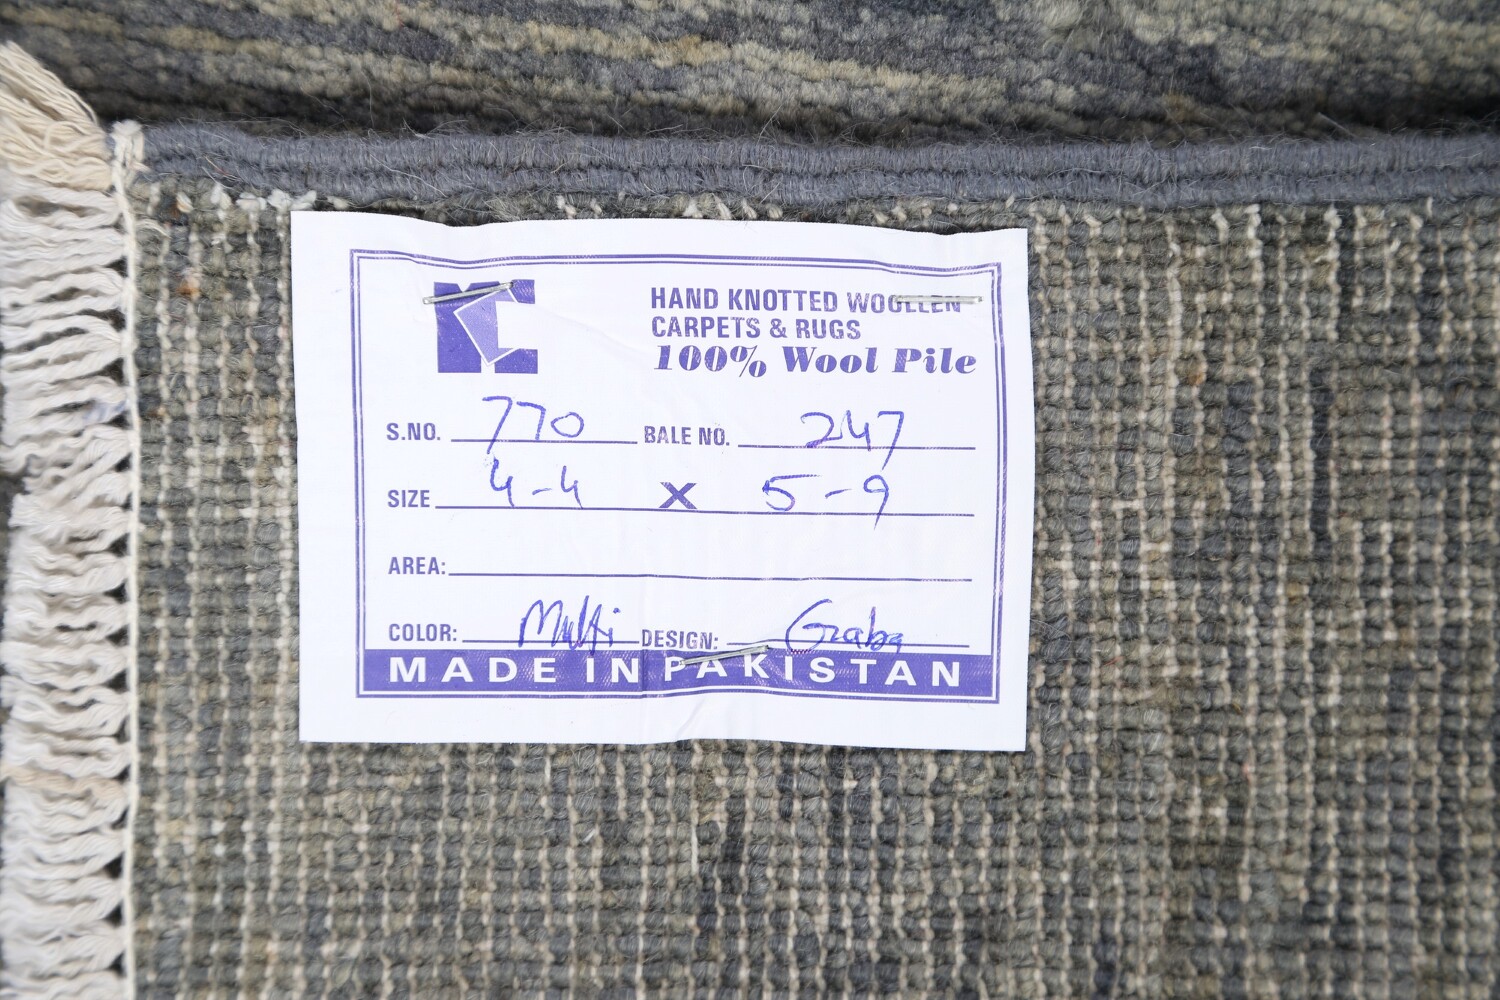 HAND KNOTTED WOOLLEN
CARPETS & RUGS
100% Wool Pile
S.NO. 770 BALE NO. 247
SIZE 4-4 X 5-9
AREA:
COLOR: Multi DESIGN: Gaba
MADE IN PAKISTAN